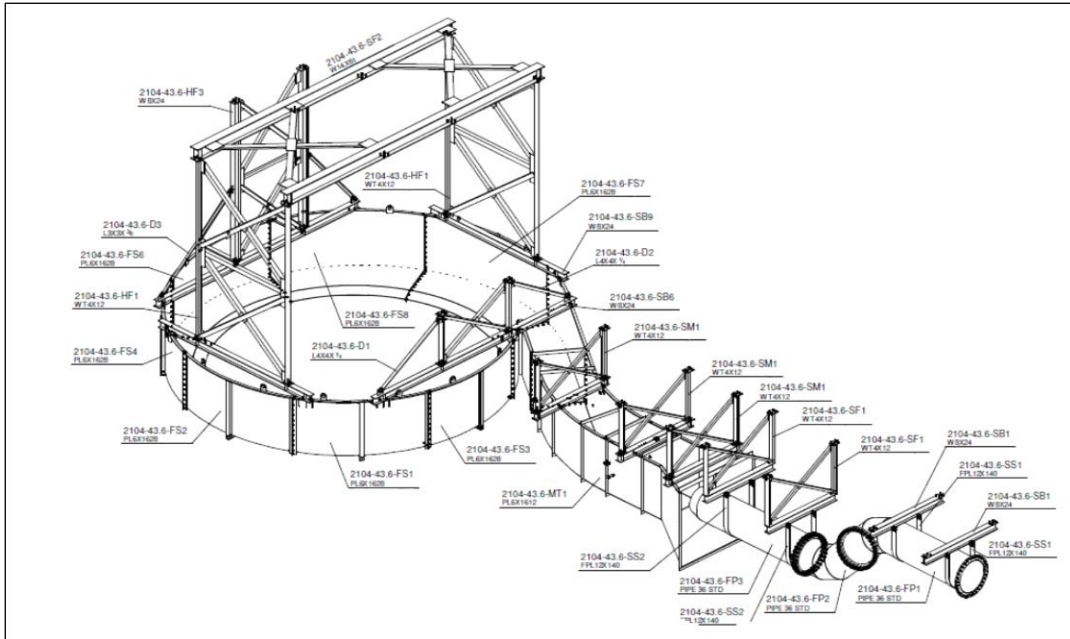 2104-43.6-SF2
W14X61
2104-43.6-HF3
W8X24
2104-43.6-HF1
WT4X12
2104-43.6-FS7
PL6X1628
2104-43.6-SB9
W8X24
2104-43.6-D3
L3X3X ³⁄₈
2104-43.6-D2
L4X4X ¹⁄₄
2104-43.6-FS6
PL6X1628
2104-43.6-SB6
W8X24
2104-43.6-HF1
WT4X12
2104-43.6-FS8
PL6X1628
2104-43.6-SM1
WT4X12
2104-43.6-D1
L4X4X ¹⁄₄
2104-43.6-FS4
PL6X1628
2104-43.6-SM1
WT4X12
2104-43.6-SM1
WT4X12
2104-43.6-SF1
WT4X12
2104-43.6-FS2
PL6X1628
2104-43.6-SB1
W8X24
2104-43.6-SF1
WT4X12
2104-43.6-FS3
PL6X1628
2104-43.6-SS1
FPL12X140
2104-43.6-FS1
PL6X1628
2104-43.6-SB1
W8X24
2104-43.6-MT1
PL6X1612
2104-43.6-SS1
FPL12X140
2104-43.6-SS2
FPL12X140
2104-43.6-FP3
PIPE 36 STD
2104-43.6-FP2
PIPE 36 STD
2104-43.6-FP1
PIPE 36 STD
2104-43.6-SS2
FPL12X140